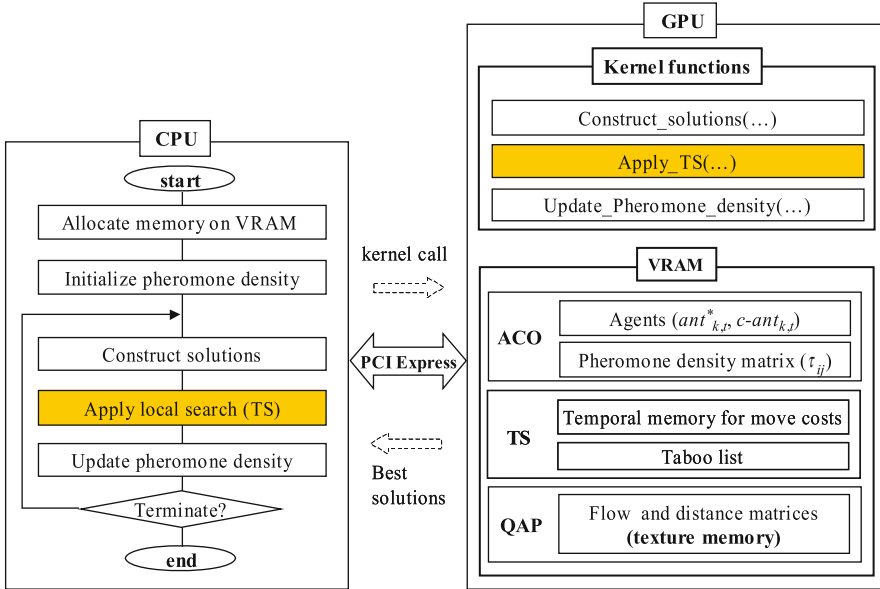 CPU
start
Allocate memory on VRAM
Initialize pheromone density
Construct solutions
Apply local search (TS)
Update pheromone density
Terminate?
end
kernel call
PCI Express
Best
solutions
GPU
Kernel functions
Construct_solutions(…)
Apply_TS(…)
Update_Pheromone_density(…)
VRAM
ACO
Agents (ant*k,t, c-antk,t)
Pheromone density matrix (τij)
TS
Temporal memory for move costs
Taboo list
QAP
Flow and distance matrices
(texture memory)